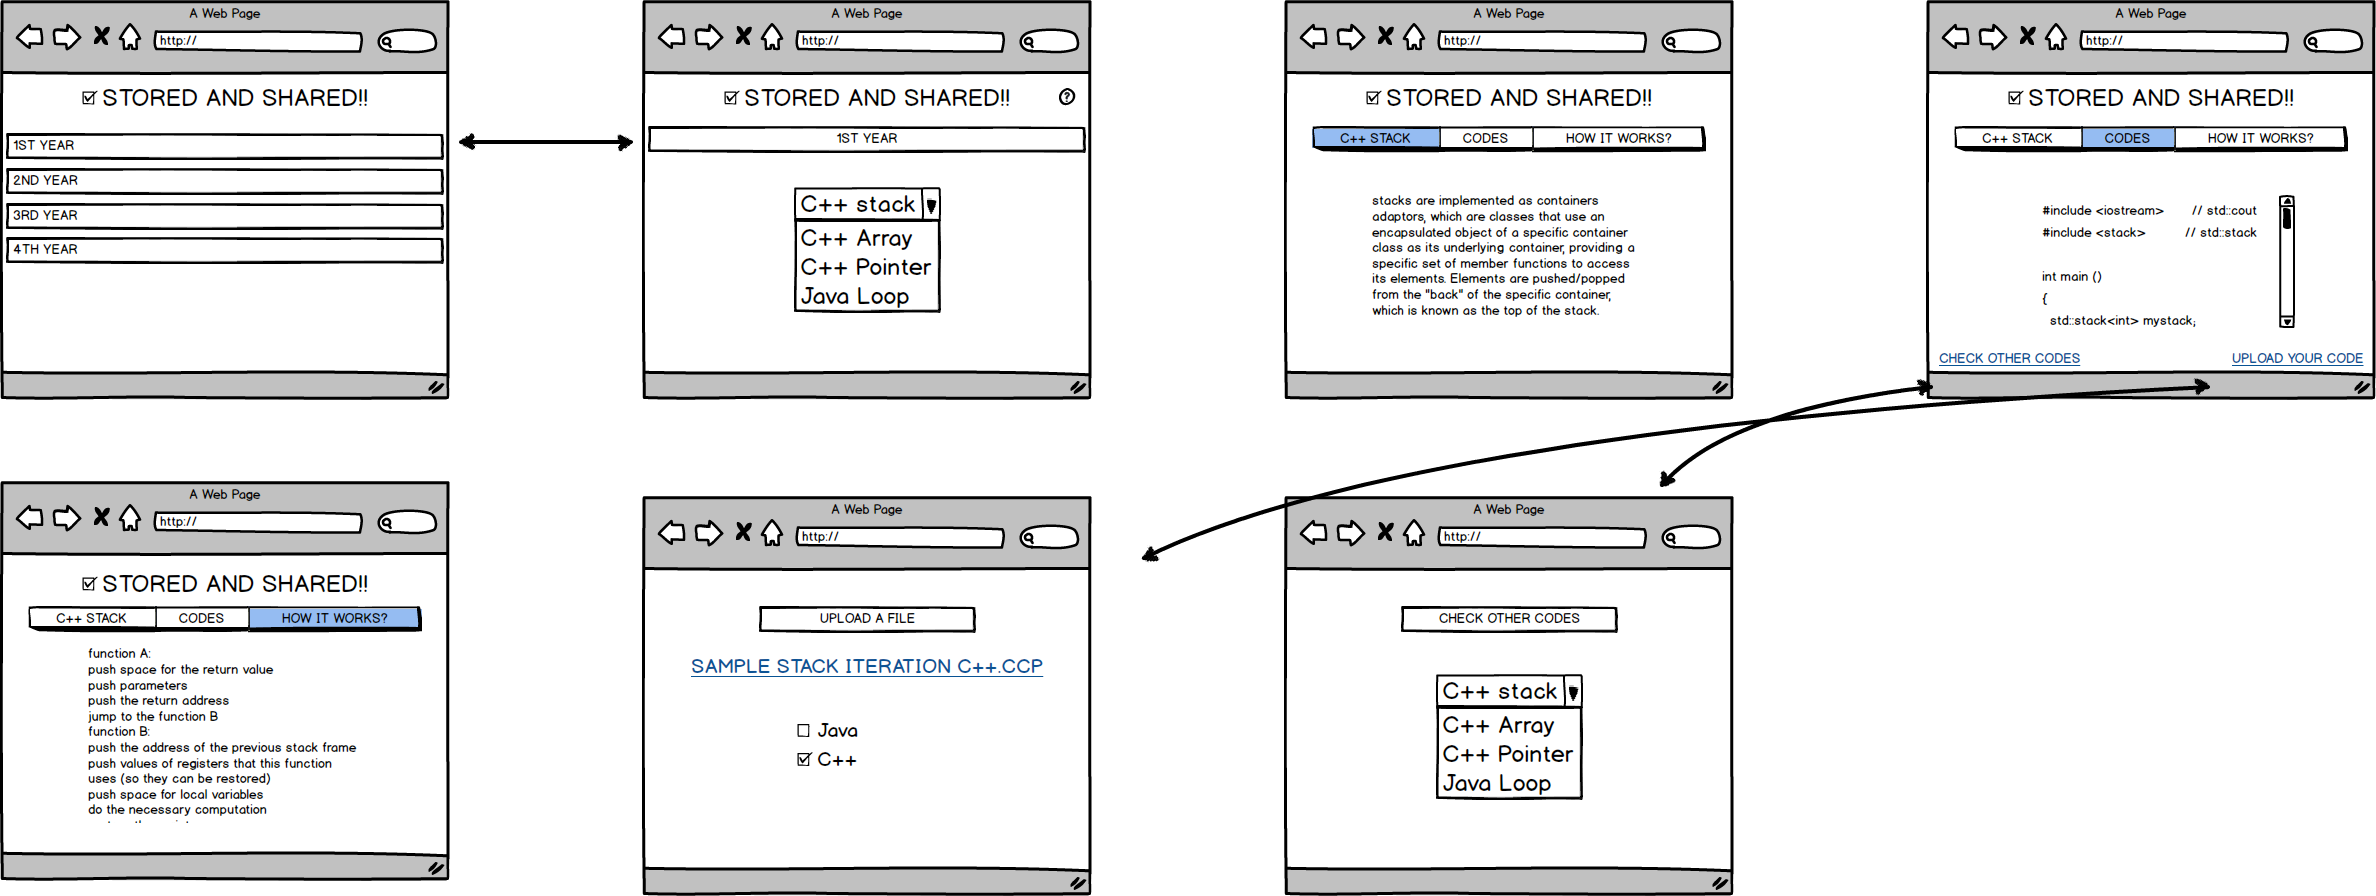 A Web Page
http://
STORED AND SHARED!!
1ST YEAR
2ND YEAR
3RD YEAR
4TH YEAR
A Web Page
http://
STORED AND SHARED!!
?
1ST YEAR
C++ stack
C++ Array
C++ Pointer
Java Loop
A Web Page
http://
STORED AND SHARED!!
C++ STACK CODES HOW IT WORKS?
stacks are implemented as containers
adaptors, which are classes that use an
encapsulated object of a specific container
class as its underlying container, providing a
specific set of member functions to access
its elements. Elements are pushed/popped
from the "back" of the specific container,
which is known as the top of the stack.
A Web Page
http://
STORED AND SHARED!!
C++ STACK CODES HOW IT WORKS?
#include <iostream> // std::cout
#include <stack> // std::stack
int main ()
{
std::stack<int> mystack;
CHECK OTHER CODES UPLOAD YOUR CODE
A Web Page
http://
STORED AND SHARED!!
C++ STACK CODES HOW IT WORKS?
function A:
push space for the return value
push parameters
push the return address
jump to the function B
function B:
push the address of the previous stack frame
push values of registers that this function
uses (so they can be restored)
push space for local variables
do the necessary computation
A Web Page
http://
UPLOAD A FILE
SAMPLE STACK ITERATION C++.CCP
Java
C++
A Web Page
http://
CHECK OTHER CODES
C++ stack
C++ Array
C++ Pointer
Java Loop